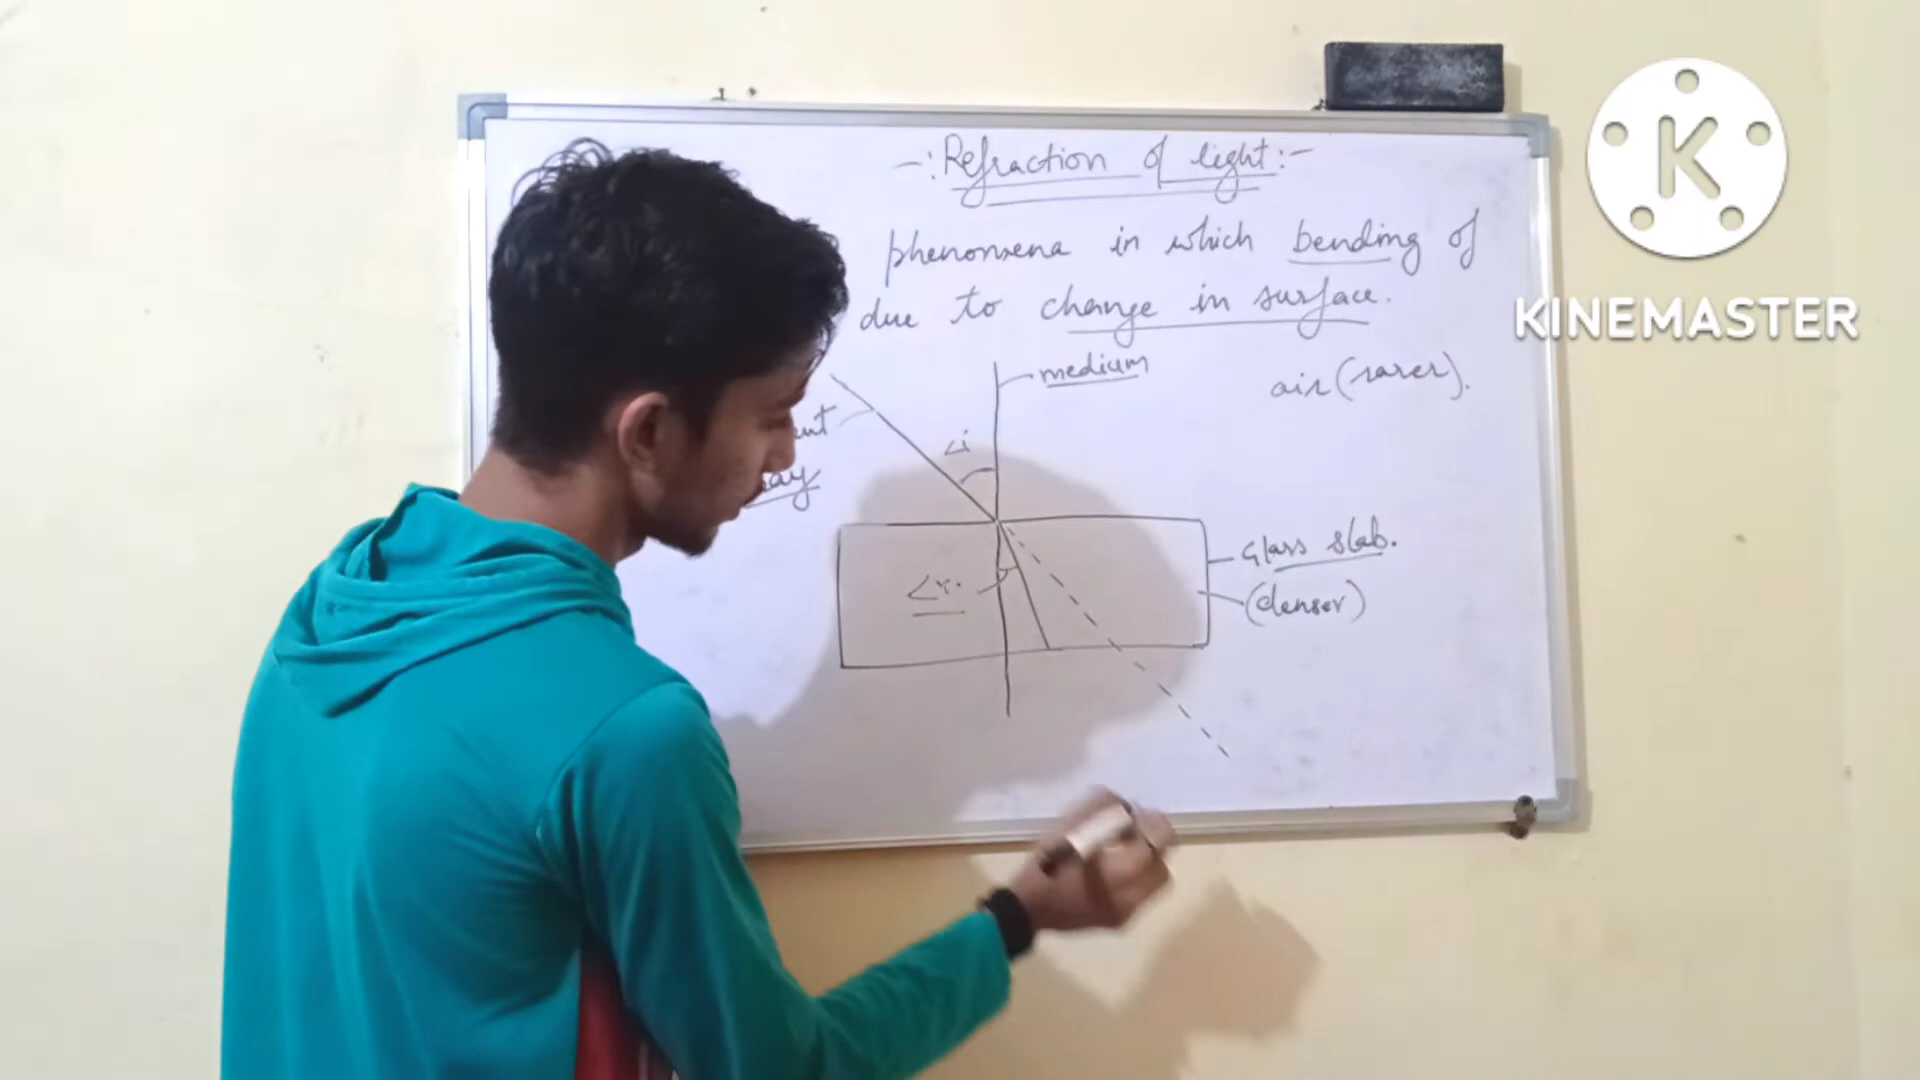 -: Refraction of light :-
phenomena in which bending of
due to change in surface.
medium
air (rarer).
∠i
ray
Glass slab.
∠r.
(denser)
K
KINEMASTER